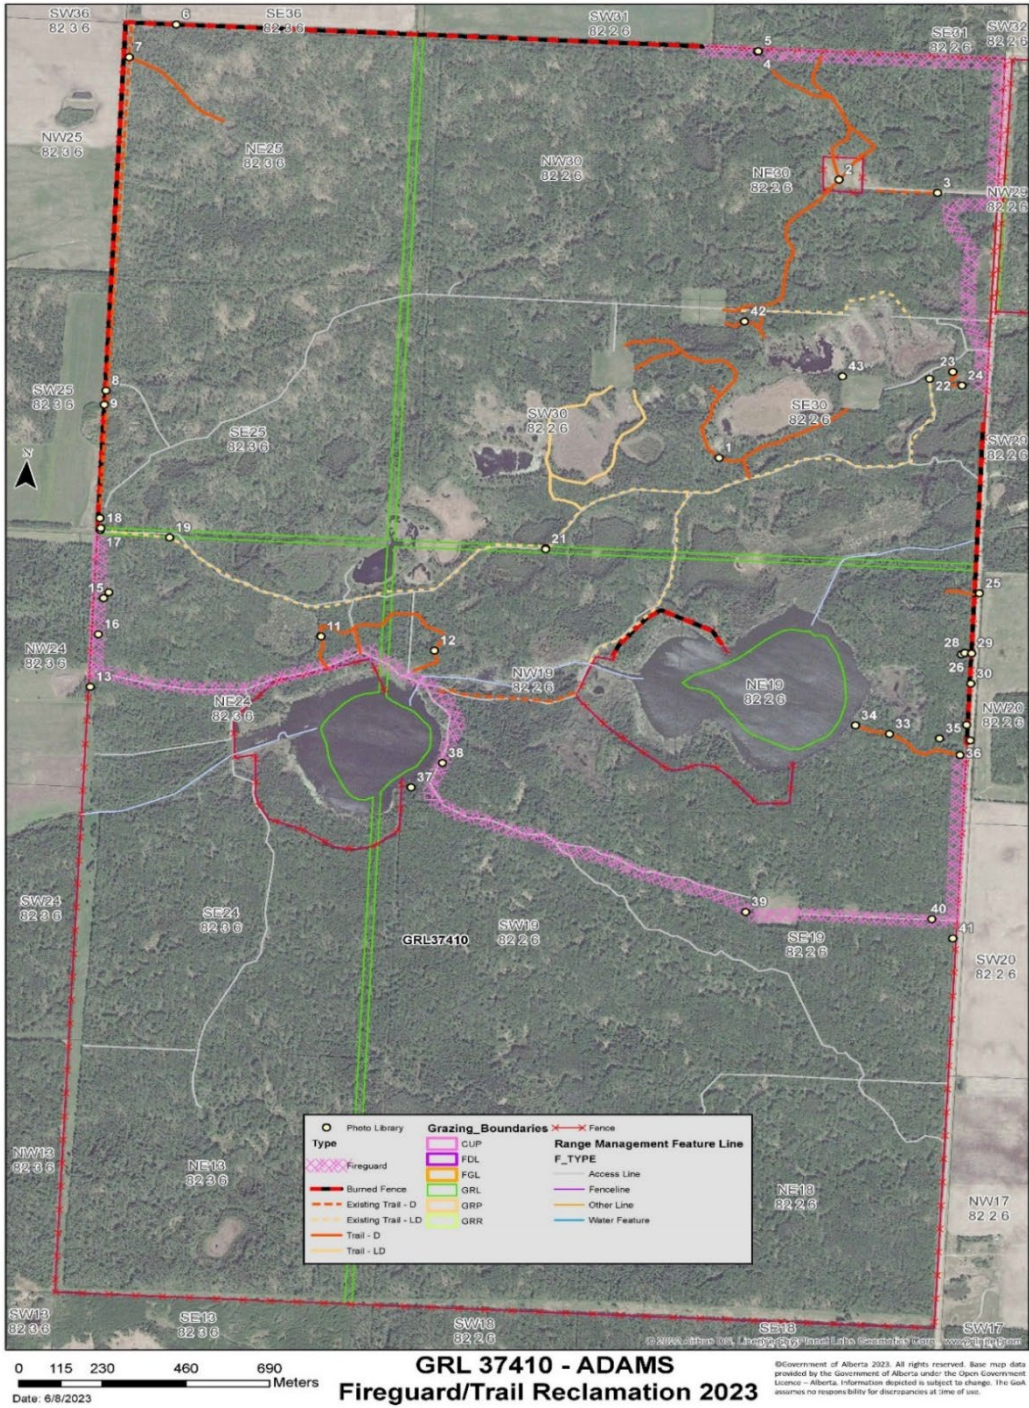 SW36
82 3 6
6
SE36
82 3 6
SW31
82 2 6
5
4
SE31
82 2 6
SW32
82 2 6
7
NW25
82 3 6
NE25
82 3 6
NW30
82 2 6
NE30
82 2 6
2
3
NW29
82 2 6
42
SW25
82 3 6
8
9
SE25
82 3 6
SW30
82 2 6
43
SE30
82 2 6
23
22
24
1
SW29
82 2 6
N
18
17
19
21
25
15
16
11
12
NW24
82 3 6
13
NE24
82 3 6
NW19
82 2 6
NE19
82 2 6
28
29
26
30
NW20
82 2 6
34
33
35
36
38
37
SW24
82 3 6
SE24
82 3 6
GRL37410
SW19
82 2 6
39
SE19
82 2 6
40
41
SW20
82 2 6
NW13
82 3 6
NE13
82 3 6
NE18
82 2 6
NW17
82 2 6
Photo Library
Type
Fireguard
Burned Fence
Existing Trail - D
Existing Trail - LD
Trail - D
Trail - LD
Grazing_Boundaries
CUP
FDL
FGL
GRL
GRP
GRR
Fence
Range Management Feature Line
F_TYPE
Access Line
Fenceline
Other Line
Water Feature
SW13
82 3 6
SE13
82 3 6
SW18
82 2 6
SE18
SW17
82 2 6
0 115 230 460 690
Meters
Date: 6/8/2023
GRL 37410 - ADAMS
Fireguard/Trail Reclamation 2023
©Government of Alberta 2023. All rights reserved. Base map data
provided by the Government of Alberta under the Open Government
Licence – Alberta. Information depicted is subject to change. The GoA
assumes no responsibility for discrepancies at time of use.